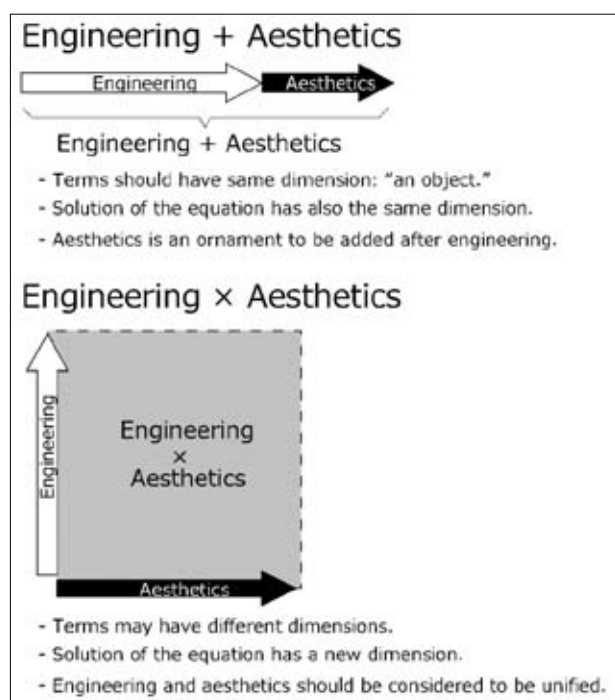 Engineering + Aesthetics
Engineering Aesthetics
Engineering + Aesthetics
- Terms should have same dimension: “an object.”
- Solution of the equation has also the same dimension.
- Aesthetics is an ornament to be added after engineering.
Engineering × Aesthetics
Engineering
Engineering
×
Aesthetics
Aesthetics
- Terms may have different dimensions.
- Solution of the equation has a new dimension.
- Engineering and aesthetics should be considered to be unified.